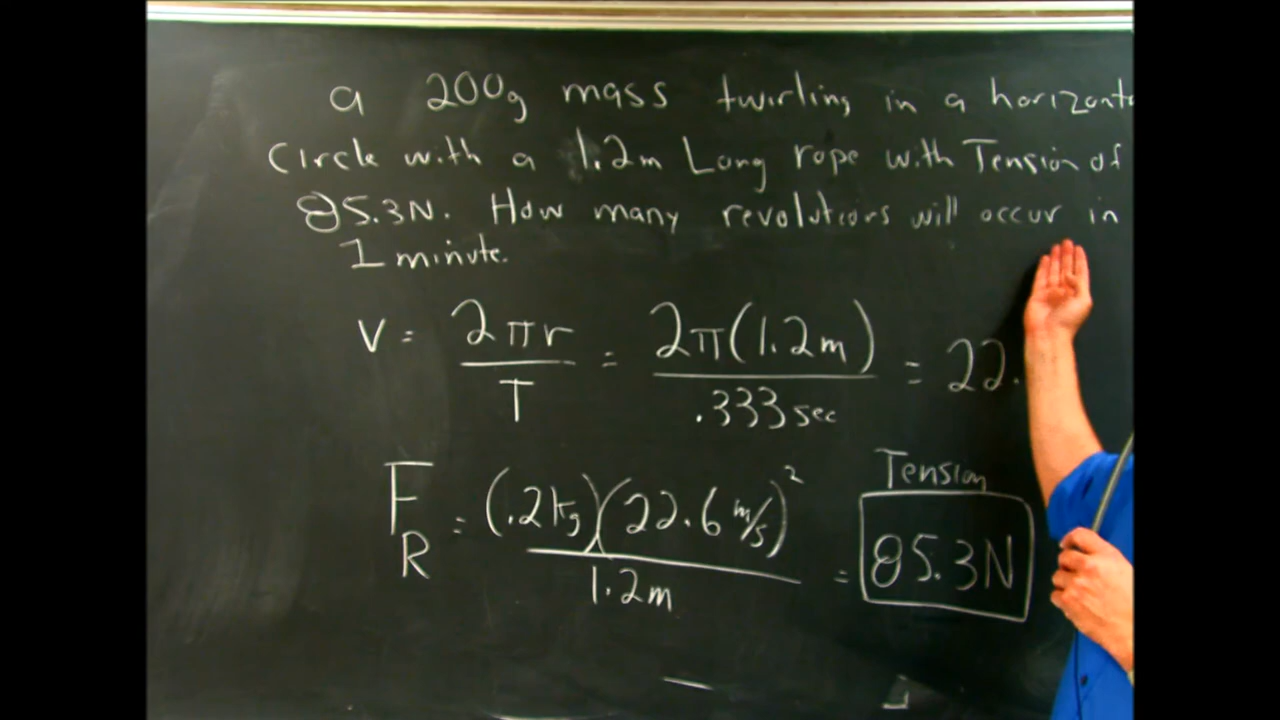 a 200g mass twirling in a horizonta
Circle with a 1.2m Long rope with Tension of
85.3N. How many revolutions will occur in
1 minute.
V = 2πr / T = 2π(1.2m) / .333sec = 22.
F_R = (.2kg)(22.6 m/s)² / 1.2m = 85.3N
Tension